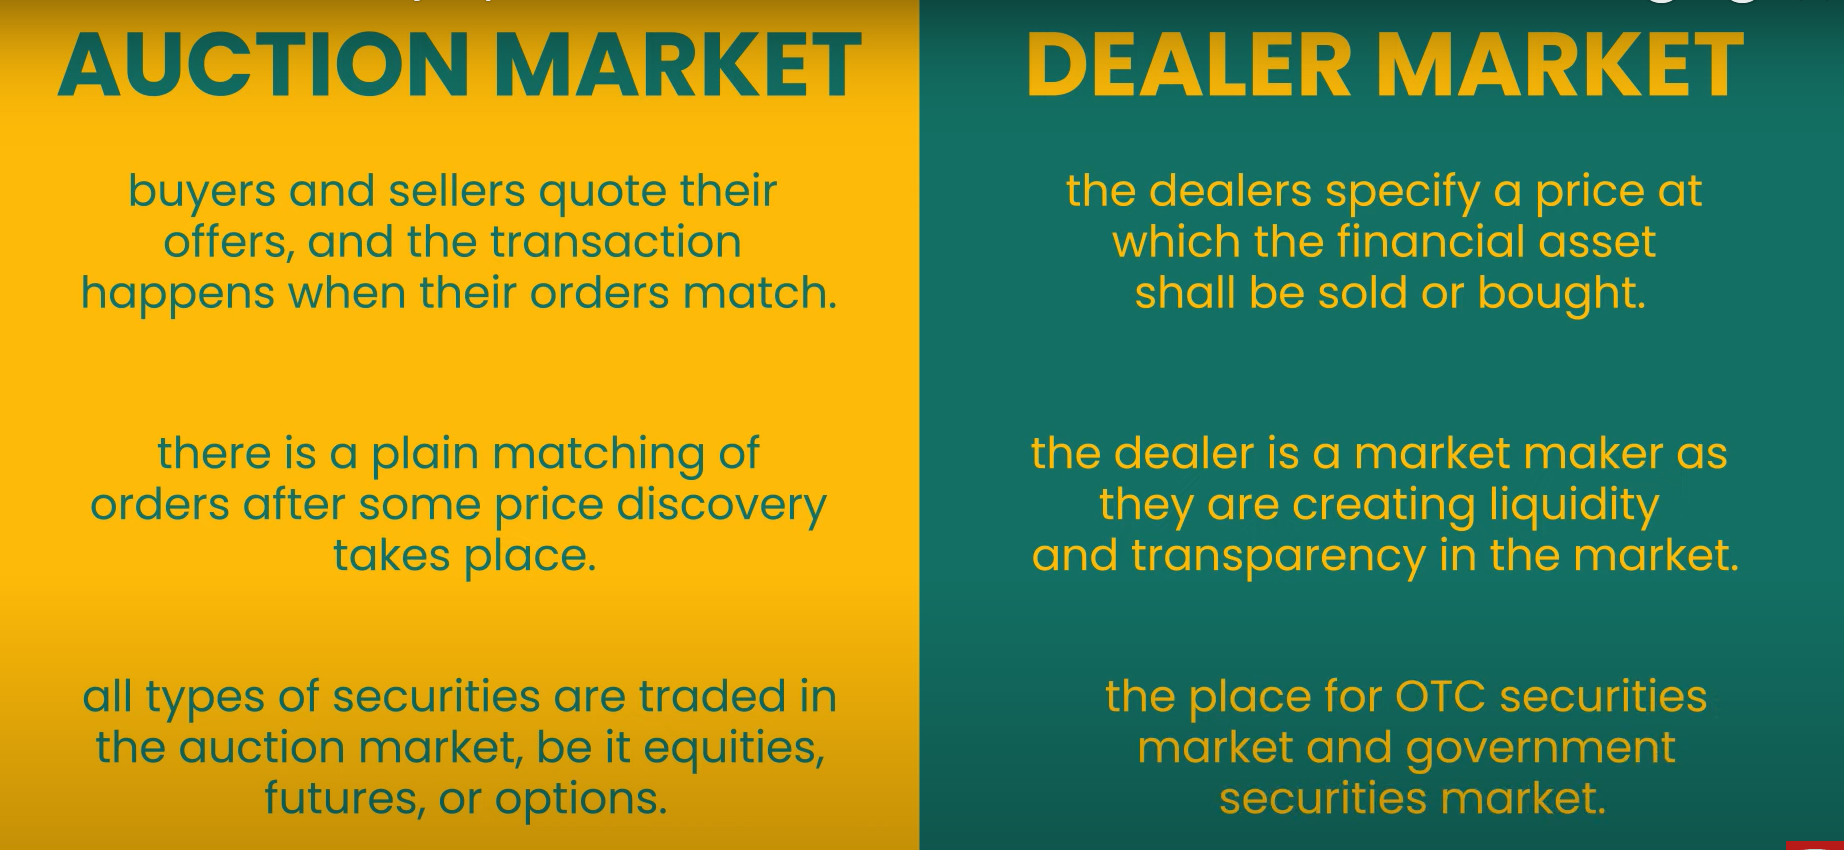 AUCTION MARKET
buyers and sellers quote their
offers, and the transaction
happens when their orders match.
there is a plain matching of
orders after some price discovery
takes place.
all types of securities are traded in
the auction market, be it equities,
futures, or options.
DEALER MARKET
the dealers specify a price at
which the financial asset
shall be sold or bought.
the dealer is a market maker as
they are creating liquidity
and transparency in the market.
the place for OTC securities
market and government
securities market.